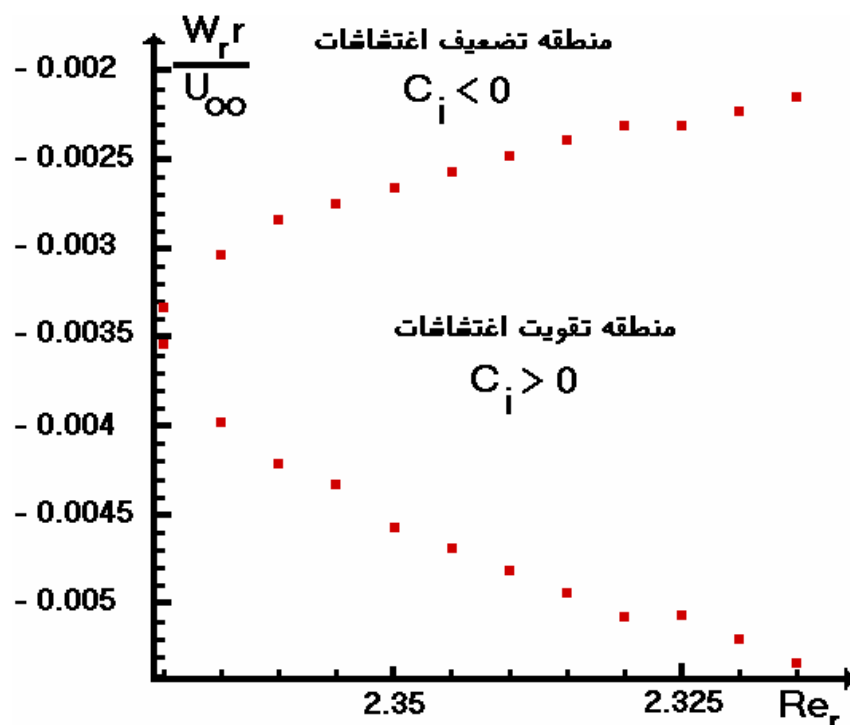 W_r r
U_∞
منطقه تضعیف اغتشاشات
C_i < 0
- 0.002
- 0.0025
- 0.003
- 0.0035
- 0.004
- 0.0045
- 0.005
منطقه تقویت اغتشاشات
C_i > 0
2.35
2.325
Re_r